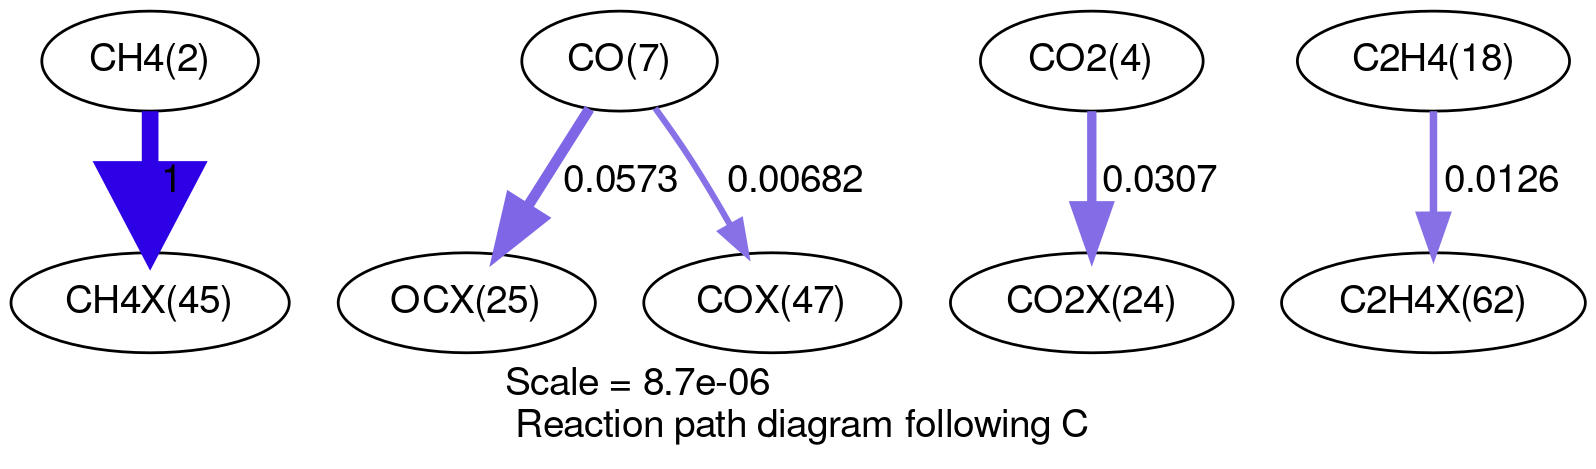 CH4(2)
CO(7)
CO2(4)
C2H4(18)
1
0.0573
0.00682
0.0307
0.0126
CH4X(45)
OCX(25)
COX(47)
CO2X(24)
C2H4X(62)
Scale = 8.7e-06
Reaction path diagram following C